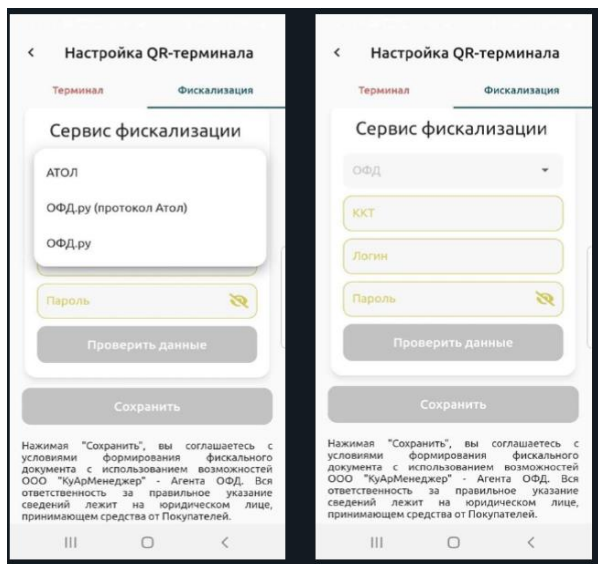 Настройка QR-терминала
Терминал
Фискализация
Сервис фискализации
АТОЛ
ОФД.ру (протокол Атол)
ОФД.ру
Пароль
Проверить данные
Сохранить
Нажимая "Сохранить", вы соглашаетесь с
условиями формирования фискального
документа с использованием возможностей
ООО "КуАрМенеджер" - Агента ОФД. Вся
ответственность за правильное указание
сведений лежит на юридическом лице,
принимающем средства от Покупателей.
Настройка QR-терминала
Терминал
Фискализация
Сервис фискализации
ОФД
ККТ
Логин
Пароль
Проверить данные
Сохранить
Нажимая "Сохранить", вы соглашаетесь с
условиями формирования фискального
документа с использованием возможностей
ООО "КуАрМенеджер" - Агента ОФД. Вся
ответственность за правильное указание
сведений лежит на юридическом лице,
принимающем средства от Покупателей.